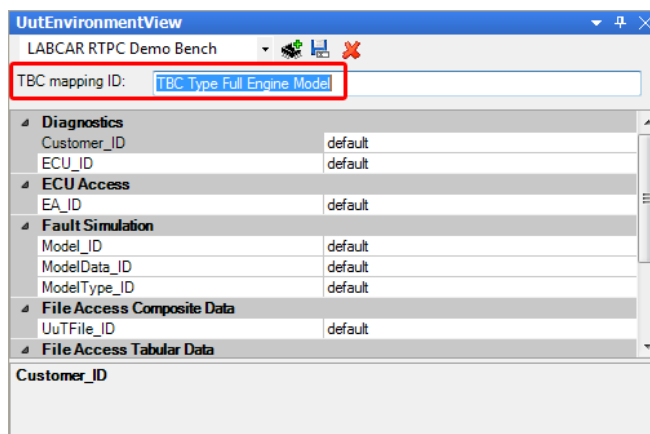 UutEnvironmentView
LABCAR RTPC Demo Bench
TBC mapping ID: TBC Type Full Engine Model
Diagnostics
Customer_ID default
ECU_ID default
ECU Access
EA_ID default
Fault Simulation
Model_ID default
ModelData_ID default
ModelType_ID default
File Access Composite Data
UuTFile_ID default
File Access Tabular Data
Customer_ID